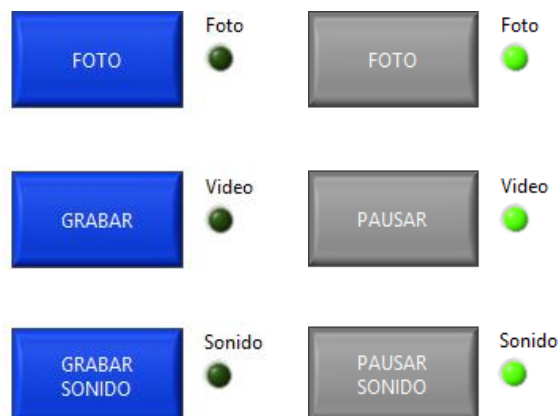 Foto
FOTO
Foto
FOTO
Video
GRABAR
Video
PAUSAR
Sonido
GRABAR
SONIDO
Sonido
PAUSAR
SONIDO